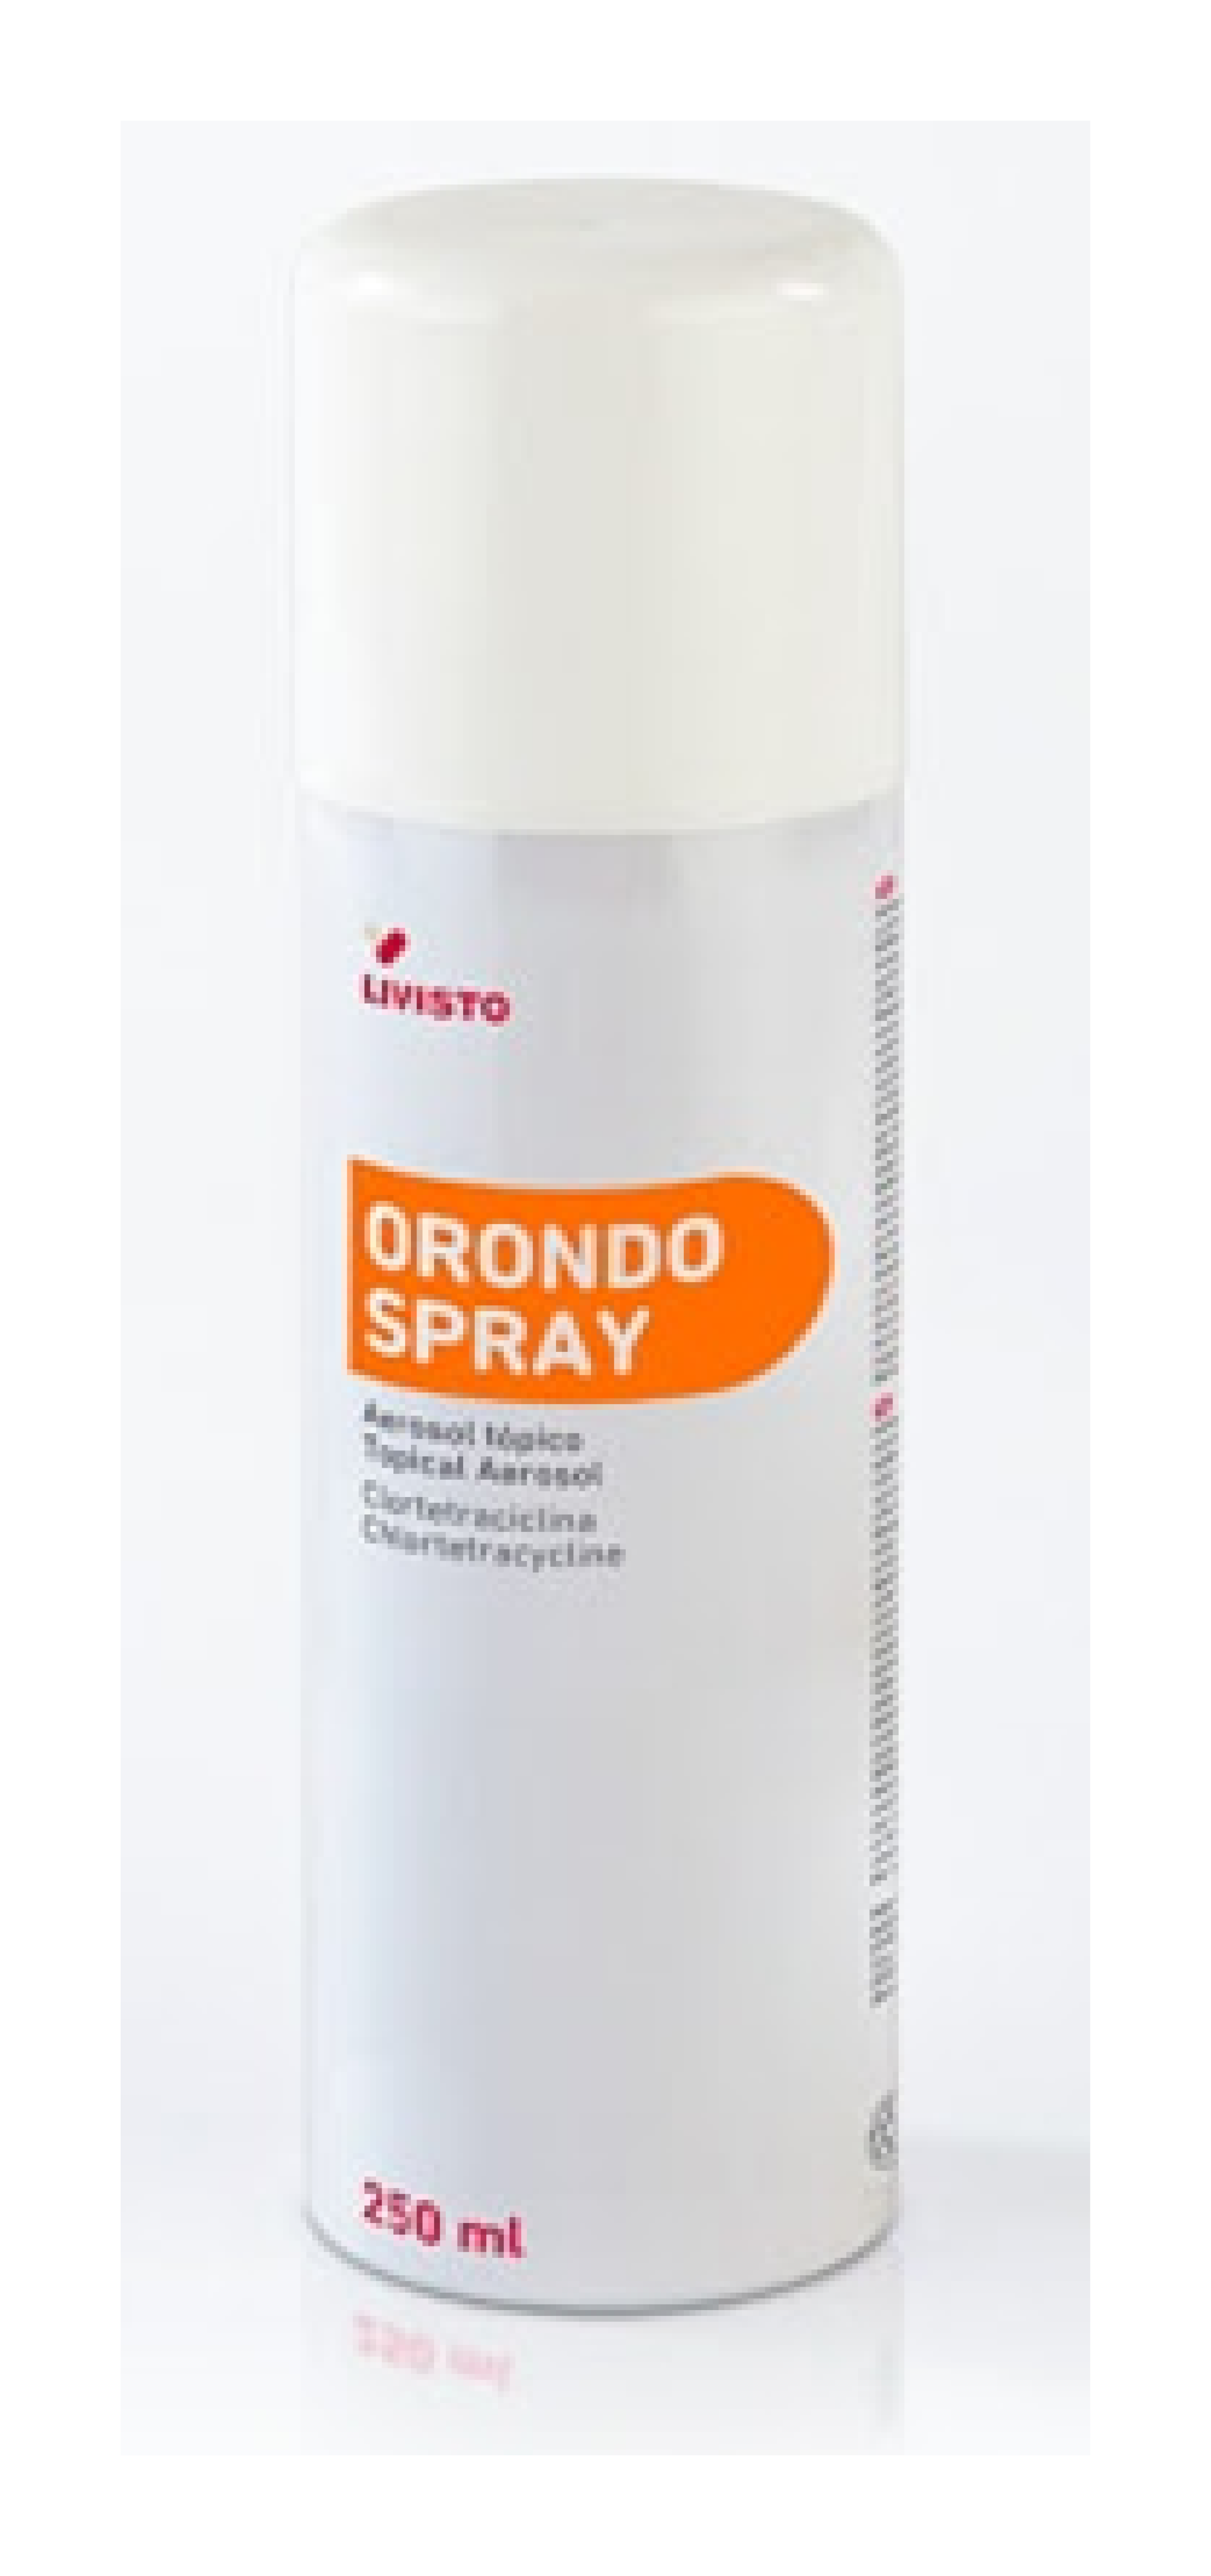 LIVISTO
ORONDO
SPRAY
Aerosol tópico
Topical Aerosol
Clortetraciclina
Chlortetracycline
250 ml